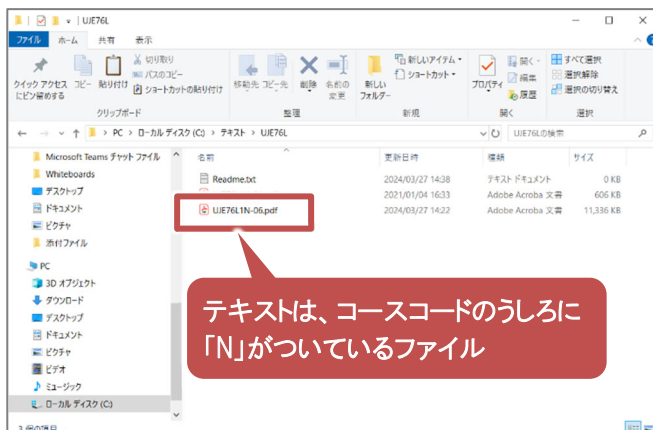 UJE76L
ファイル ホーム 共有 表示
クイック アクセスにピン留めする
コピー
貼り付け
切り取り
パスのコピー
ショートカットの貼り付け
移動先
コピー先
削除
名前の変更
新しいフォルダー
新しいアイテム
ショートカット
プロパティ
開く
編集
履歴
すべて選択
選択解除
選択の切り替え
クリップボード 整理 新規 開く 選択
PC > ローカル ディスク (C:) > テキスト > UJE76L
UJE76Lの検索
名前 更新日時 種類 サイズ
Microsoft Teams チャット ファイル
Whiteboards
デスクトップ
ドキュメント
ピクチャ
添付ファイル
PC
3D オブジェクト
ダウンロード
デスクトップ
ドキュメント
ピクチャ
ビデオ
ミュージック
ローカル ディスク (C:)
Readme.txt 2024/03/27 14:38 テキスト ドキュメント 0 KB
2021/01/04 16:33 Adobe Acroba 文書 606 KB
UJE76L1N-06.pdf 2024/03/27 14:22 Adobe Acroba 文書 11,336 KB
テキストは、コースコードのうしろに
「N」がついているファイル
3 個の項目